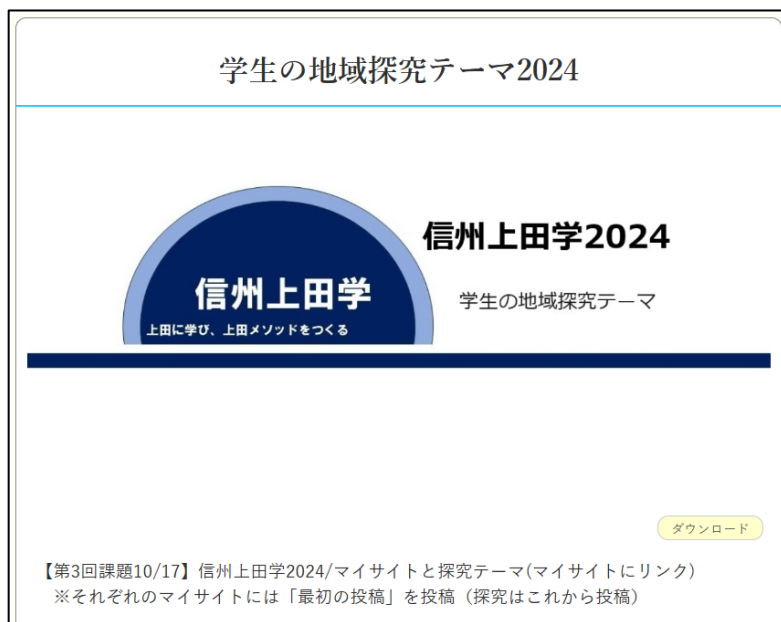 学生の地域探究テーマ2024
信州上田学2024
信州上田学
学生の地域探究テーマ
上田に学び、上田メソッドをつくる
ダウンロード
【第3回課題10/17】信州上田学2024/マイサイトと探究テーマ(マイサイトにリンク)
※それぞれのマイサイトには「最初の投稿」を投稿（探究はこれから投稿）